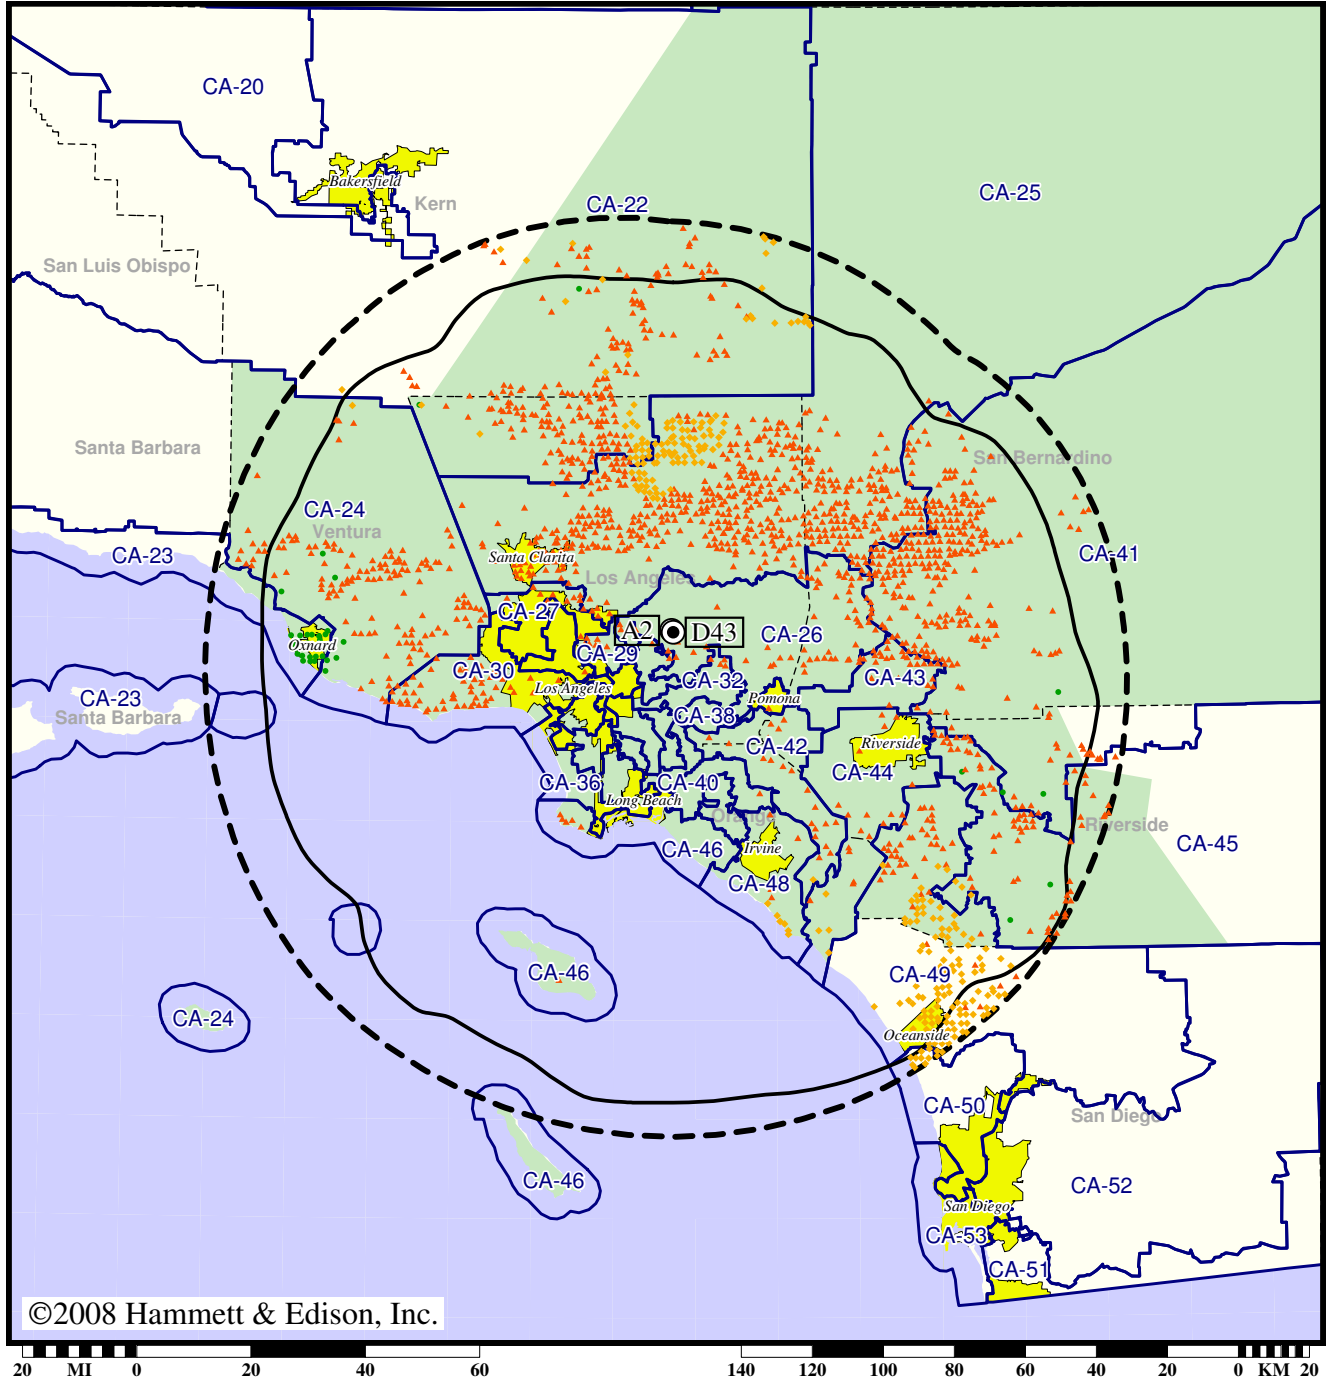 CA-20
Bakersfield
Kern
CA-22
CA-25
San Luis Obispo
Santa Barbara
San Bernardino
CA-24
Ventura
CA-23
CA-41
Santa Clarita
Los Angeles
CA-27
A2 D43
CA-26
Oxnard
CA-29
CA-30
CA-32
CA-43
Los Angeles
Pomona
CA-23
Santa Barbara
CA-38
CA-42
Riverside
CA-44
CA-36
CA-40
Long Beach
Orange
Riverside
CA-45
CA-46
Irvine
CA-48
CA-46
CA-49
CA-24
Oceanside
CA-50
San Diego
CA-46
CA-52
San Diego
CA-53
CA-51
©2008 Hammett & Edison, Inc.
20 MI 0 20 40 60 140 120 100 80 60 40 20 0 KM 20